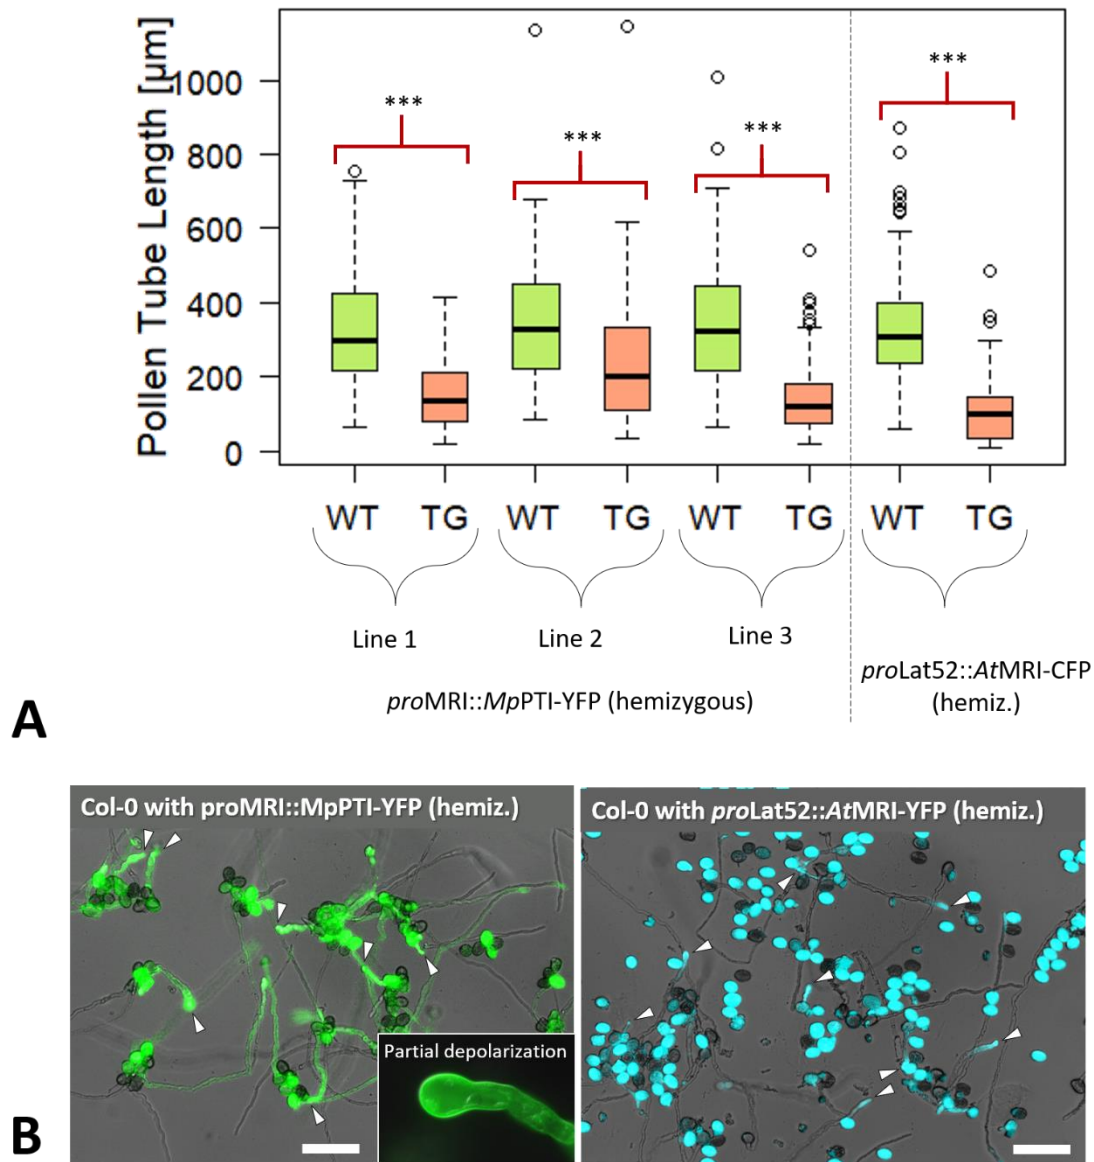 Pollen Tube Length [µm]
1000
800
600
400
200
0
***
***
***
***
WT TG WT TG WT TG WT TG
Line 1
Line 2
Line 3
proMRI::MpPTI-YFP (hemizygous)
proLat52::AtMRI-CFP
(hemiz.)
A
Col-0 with proMRI::MpPTI-YFP (hemiz.)
Col-0 with proLat52::AtMRI-YFP (hemiz.)
Partial depolarization
B